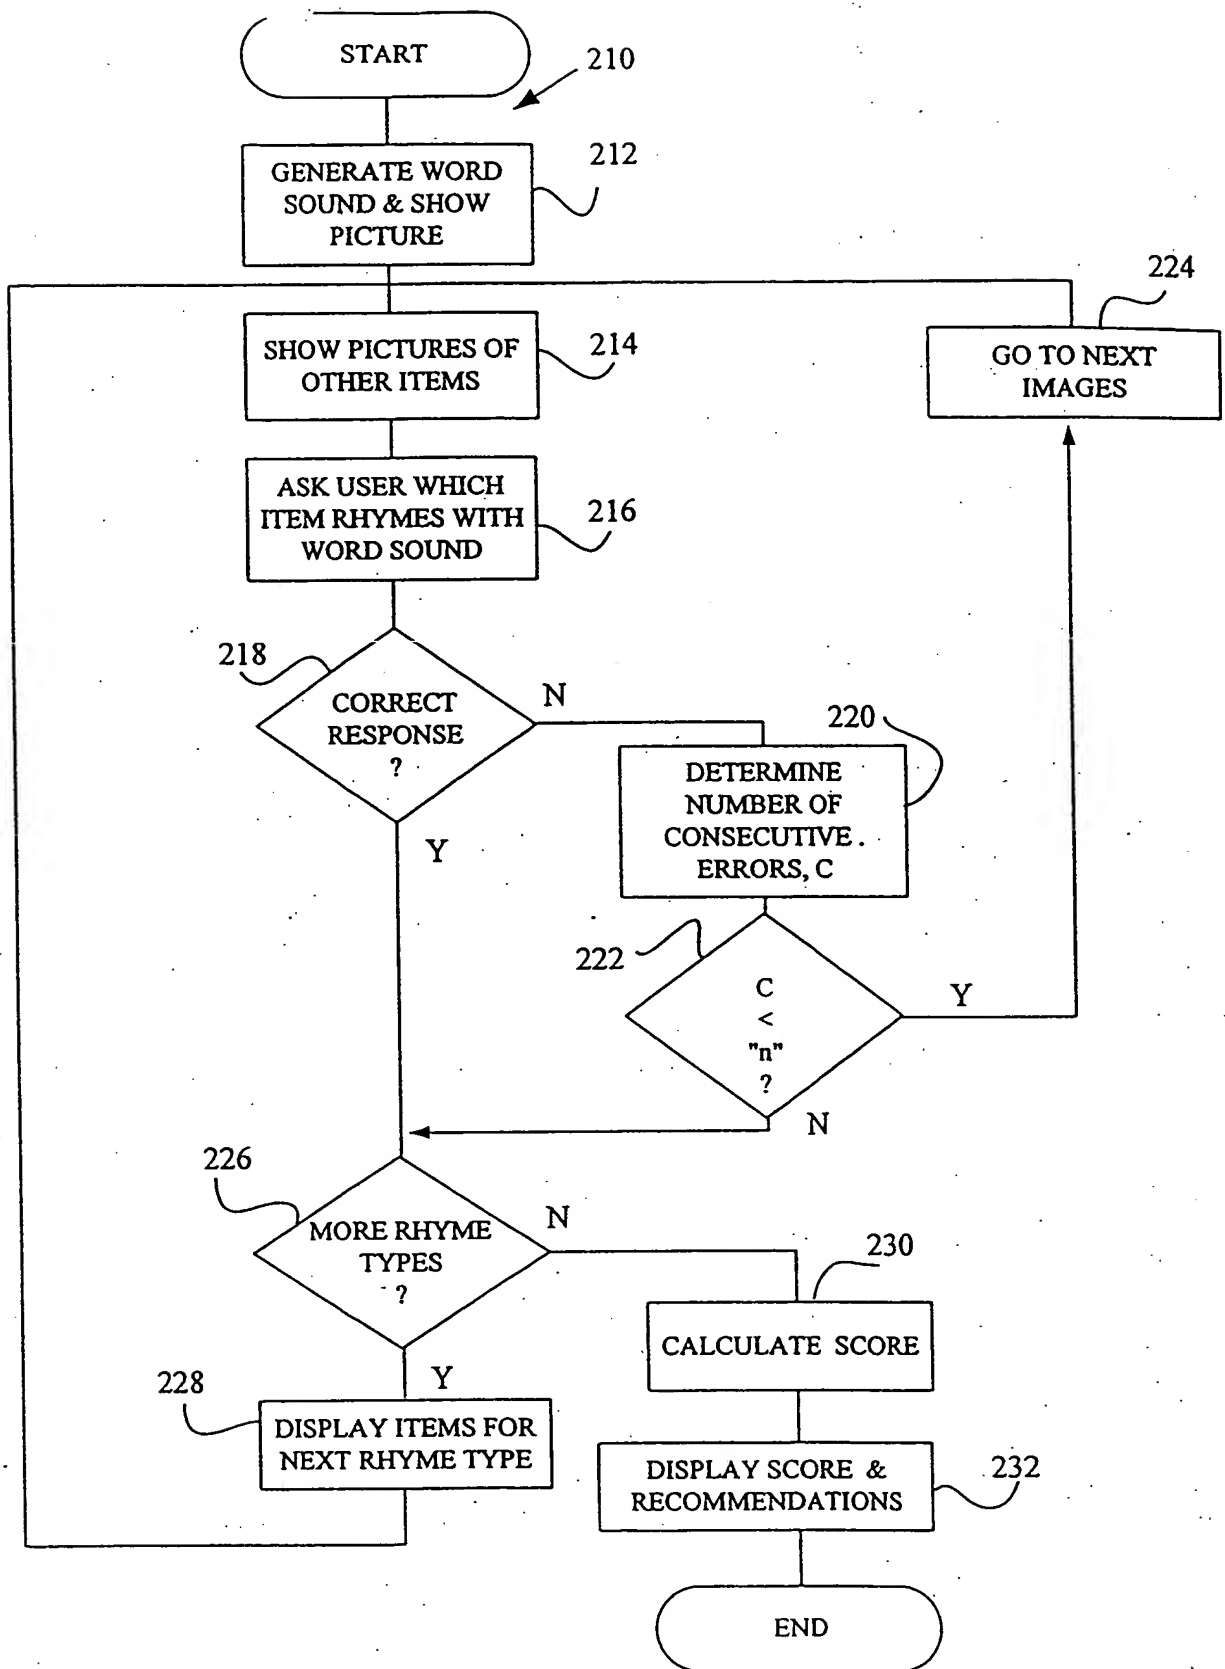 START
210
GENERATE WORD
SOUND & SHOW
PICTURE
212
224
SHOW PICTURES OF
OTHER ITEMS
214
GO TO NEXT
IMAGES
ASK USER WHICH
ITEM RHYMES WITH
WORD SOUND
216
218
CORRECT
RESPONSE
?
N
Y
220
DETERMINE
NUMBER OF
CONSECUTIVE
ERRORS, C
222
C
<
"n"
?
Y
N
226
MORE RHYME
TYPES
?
N
Y
230
CALCULATE SCORE
228
DISPLAY ITEMS FOR
NEXT RHYME TYPE
DISPLAY SCORE &
RECOMMENDATIONS
232
END